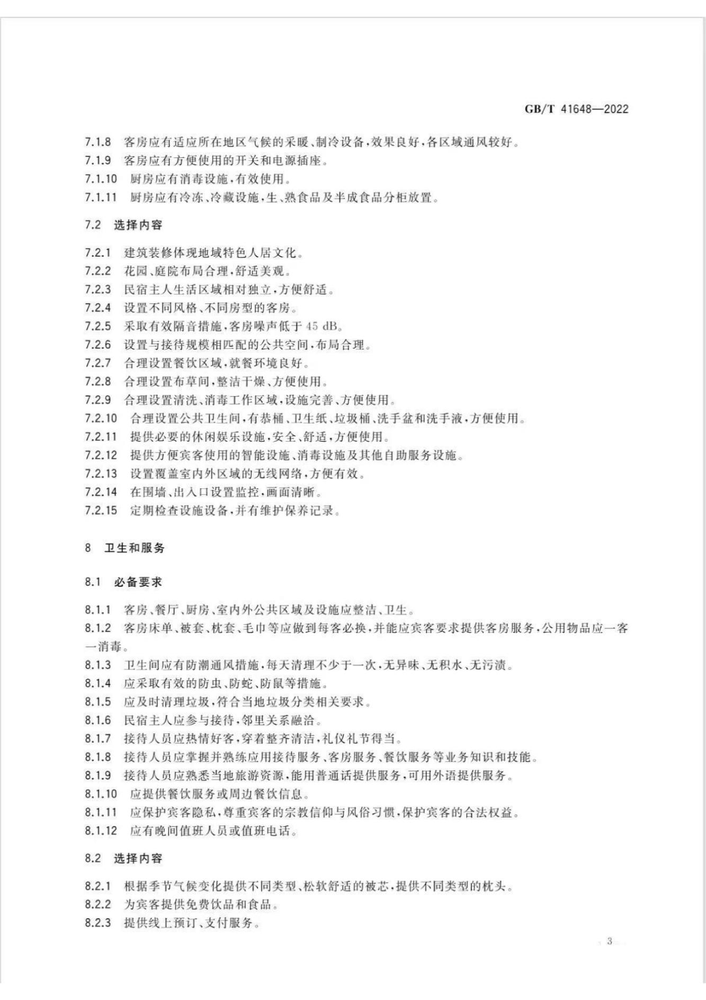 GB/T 41648—2022
7.1.8 客房应有适应所在地区气候的采暖、制冷设备,效果良好,各区域通风较好。
7.1.9 客房应有方便使用的开关和电源插座。
7.1.10 厨房应有消毒设施,有效使用。
7.1.11 厨房应有冷冻、冷藏设施,生、熟食品及半成食品分柜放置。
7.2 选择内容
7.2.1 建筑装修体现地域特色人居文化。
7.2.2 花园、庭院布局合理,舒适美观。
7.2.3 民宿主人生活区域相对独立,方便舒适。
7.2.4 设置不同风格、不同房型的客房。
7.2.5 采取有效隔音措施,客房噪声低于 45 dB。
7.2.6 设置与接待规模相匹配的公共空间,布局合理。
7.2.7 合理设置餐饮区域,就餐环境良好。
7.2.8 合理设置布草间,整洁干燥、方便使用。
7.2.9 合理设置清洗、消毒工作区域,设施完善、方便使用。
7.2.10 合理设置公共卫生间,有恭桶、卫生纸、垃圾桶、洗手盆和洗手液,方便使用。
7.2.11 提供必要的休闲娱乐设施,安全、舒适,方便使用。
7.2.12 提供方便宾客使用的智能设施、消毒设施及其他自助服务设施。
7.2.13 设置覆盖室内外区域的无线网络,方便有效。
7.2.14 在围墙、出入口设置监控,画面清晰。
7.2.15 定期检查设施设备,并有维护保养记录。
8 卫生和服务
8.1 必备要求
8.1.1 客房、餐厅、厨房、室内外公共区域及设施应整洁、卫生。
8.1.2 客房床单、被套、枕套、毛巾等应做到每客必换,并能应宾客要求提供客房服务,公用物品应一客
一消毒。
8.1.3 卫生间应有防潮通风措施,每天清理不少于一次,无异味、无积水、无污渍。
8.1.4 应采取有效的防虫、防蛇、防鼠等措施。
8.1.5 应及时清理垃圾,符合当地垃圾分类相关要求。
8.1.6 民宿主人应参与接待,邻里关系融洽。
8.1.7 接待人员应热情好客,穿着整齐清洁,礼仪礼节得当。
8.1.8 接待人员应掌握并熟练应用接待服务、客房服务、餐饮服务等业务知识和技能。
8.1.9 接待人员应熟悉当地旅游资源,能用普通话提供服务,可用外语提供服务。
8.1.10 应提供餐饮服务或周边餐饮信息。
8.1.11 应保护宾客隐私,尊重宾客的宗教信仰与风俗习惯,保护宾客的合法权益。
8.1.12 应有晚间值班人员或值班电话。
8.2 选择内容
8.2.1 根据季节气候变化提供不同类型、松软舒适的被芯,提供不同类型的枕头。
8.2.2 为宾客提供免费饮品和食品。
8.2.3 提供线上预订、支付服务。
3